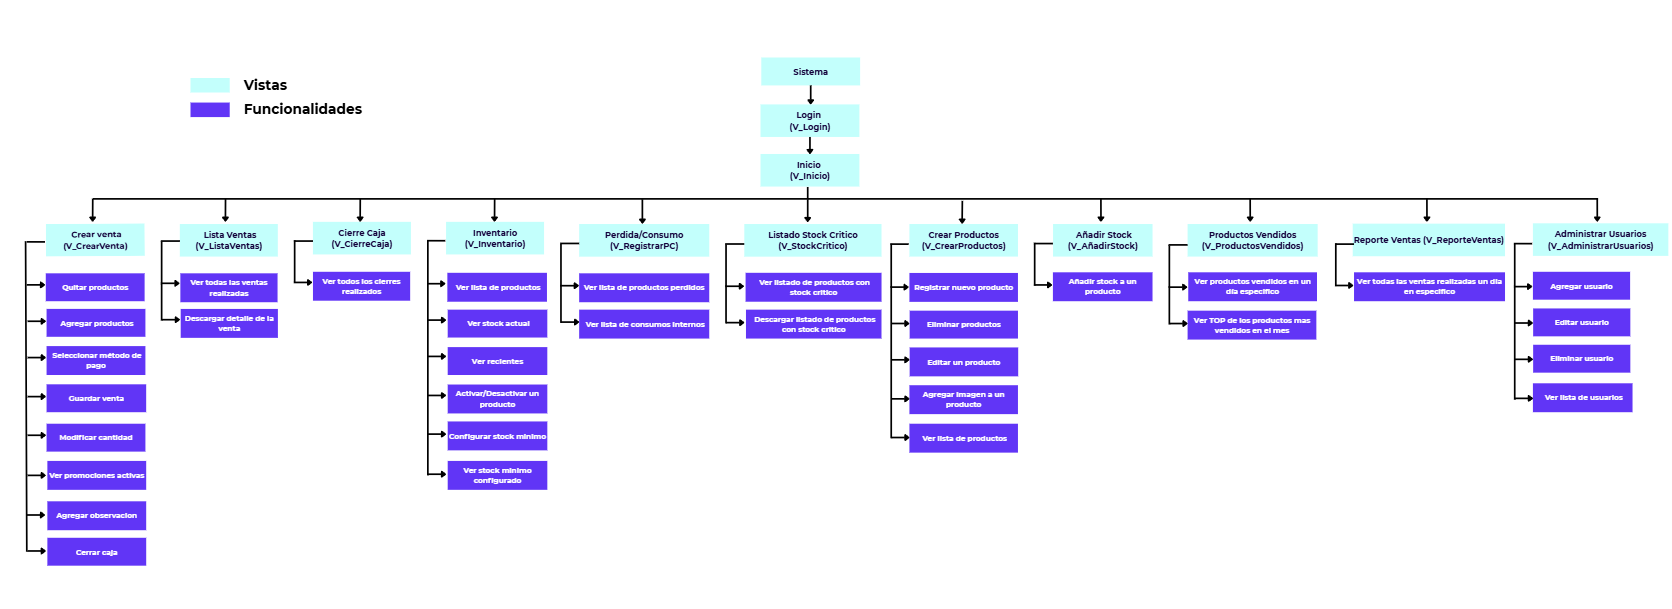 Vistas
Funcionalidades
Sistema
Login
(V_Login)
Inicio
(V_Inicio)
Crear venta
(V_CrearVenta)
Quitar productos
Agregar productos
Seleccionar método de
pago
Guardar venta
Modificar cantidad
Ver promociones activas
Agregar observacion
Cerrar caja
Lista Ventas
(V_ListaVentas)
Ver todas las ventas
realizadas
Descargar detalle de la
venta
Cierre Caja
(V_CierreCaja)
Ver todos los cierres
realizados
Inventario
(V_Inventario)
Ver lista de productos
Ver stock actual
Ver recientes
Activar/Desactivar un
producto
Configurar stock minimo
Ver stock minimo
configurado
Perdida/Consumo
(V_RegistrarPC)
Ver lista de productos perdidos
Ver lista de consumos internos
Listado Stock Critico
(V_StockCritico)
Ver listado de productos con
stock critico
Descargar listado de productos
con stock critico
Crear Productos
(V_CrearProductos)
Registrar nuevo producto
Eliminar productos
Editar un producto
Agregar imagen a un
producto
Ver lista de productos
Añadir Stock
(V_AñadirStock)
Añadir stock a un
producto
Productos Vendidos
(V_ProductosVendidos)
Ver productos vendidos en un
día especifico
Ver TOP de los productos mas
vendidos en el mes
Reporte Ventas (V_ReporteVentas)
Ver todas las ventas realizadas un día
en especifico
Administrar Usuarios
(V_AdministrarUsuarios)
Agregar usuario
Editar usuario
Eliminar usuario
Ver lista de usuarios